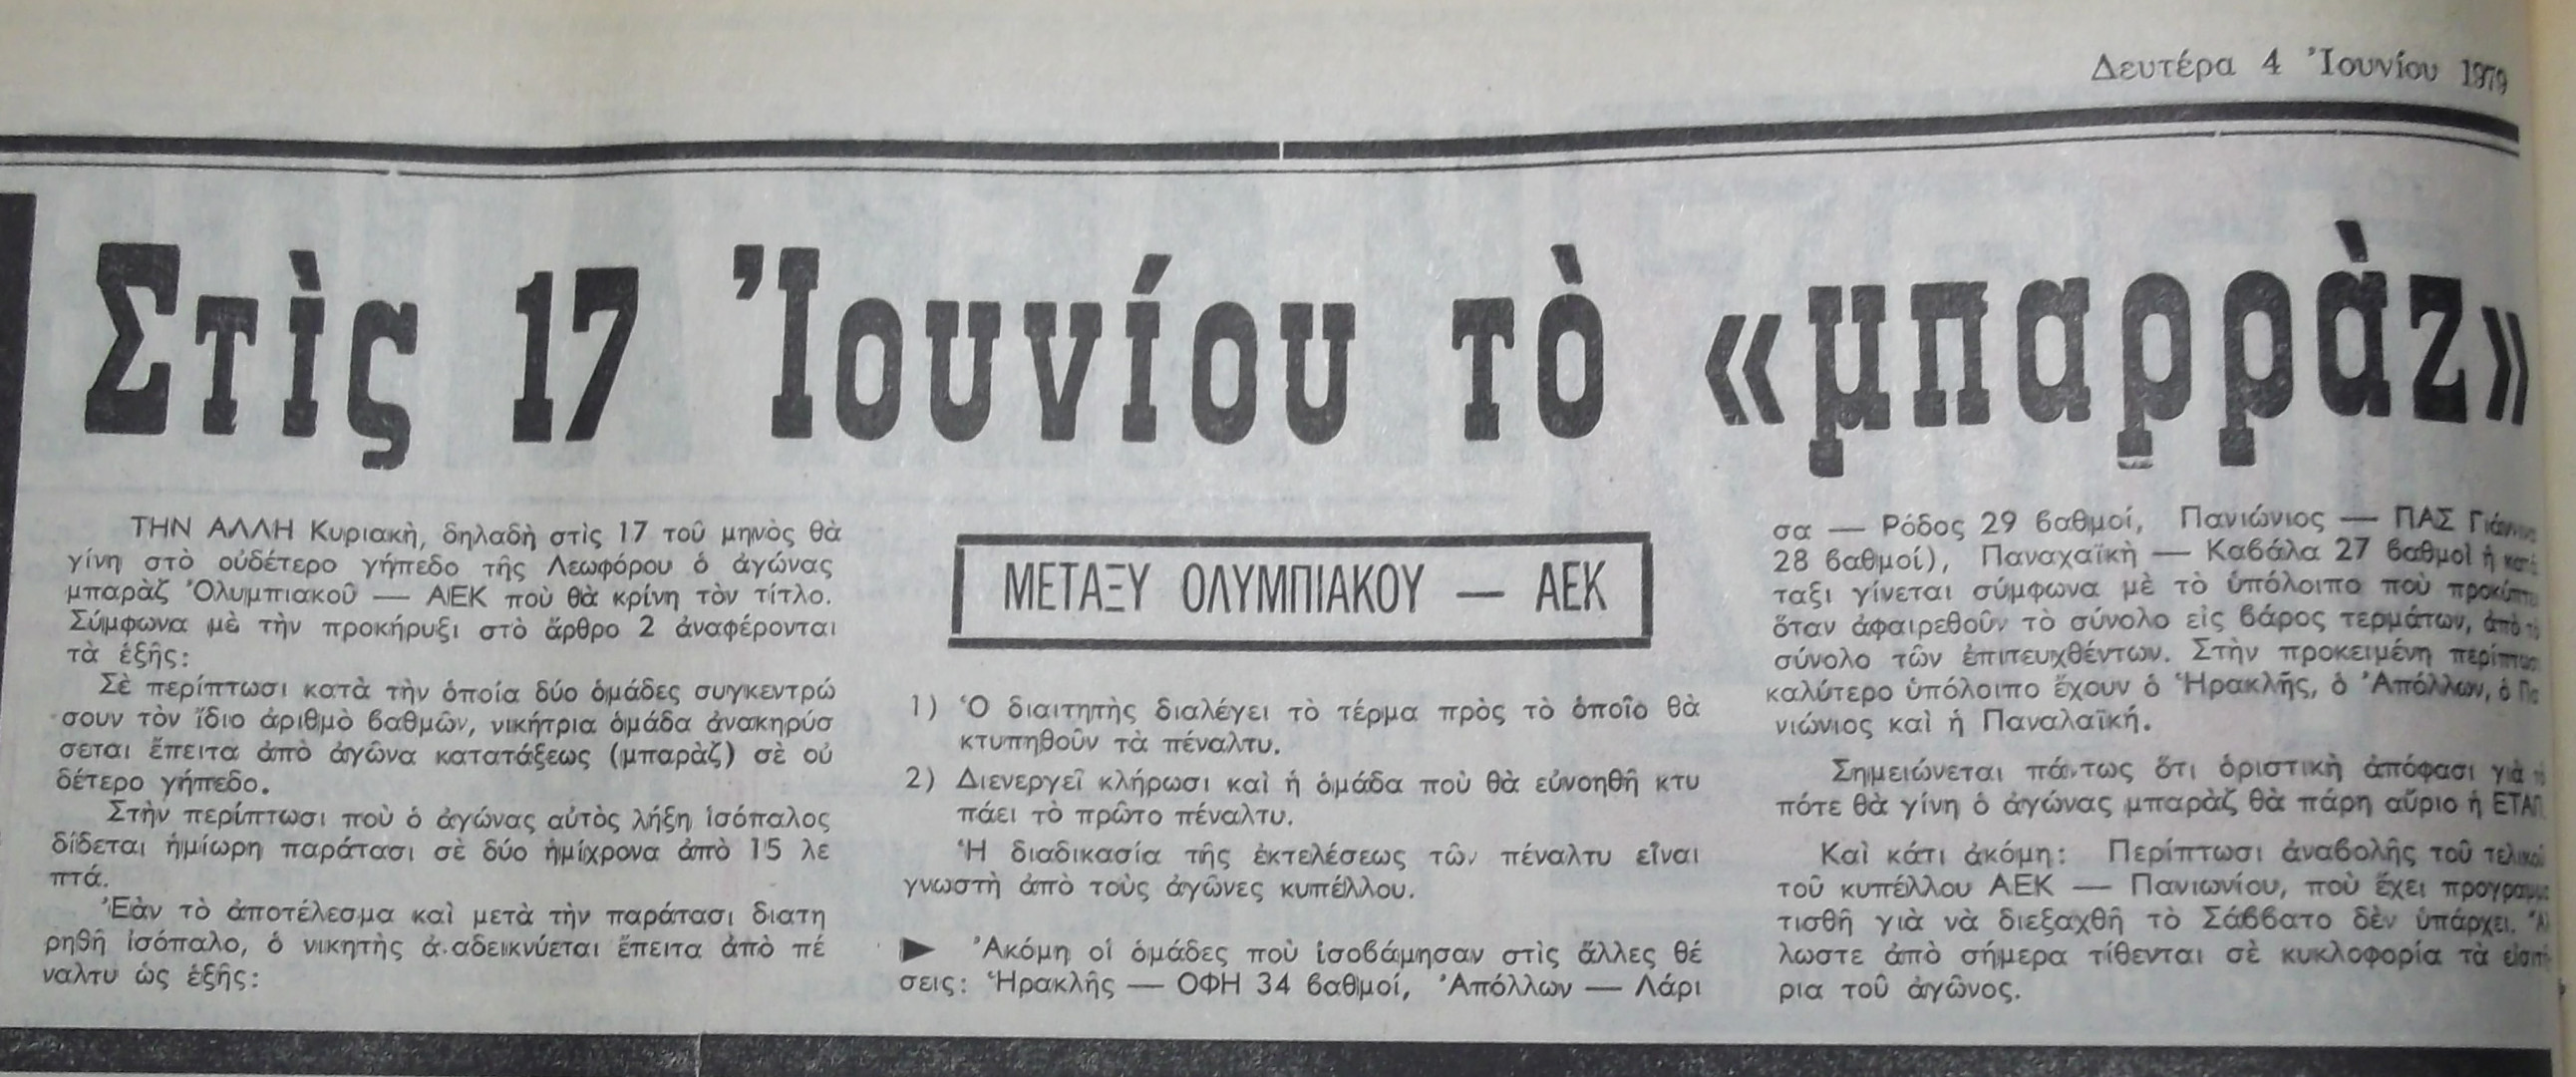 Δευτέρα 4 Ἰουνίου 1979
Στὶς 17 Ἰουνίου τὸ «μπαρρὰζ»
ΤΗΝ ΑΛΛΗ Κυριακὴ, δηλαδὴ στὶς 17 τοῦ μηνὸς θὰ
γίνη στὸ οὐδέτερο γήπεδο τῆς Λεωφόρου ὁ ἀγώνας
μπαρὰζ Ὀλυμπιακοῦ — ΑΕΚ ποὺ θὰ κρίνη τὸν τίτλο.
Σύμφωνα μὲ τὴν προκήρυξι στὸ ἄρθρο 2 ἀναφέρονται
τὰ ἑξῆς:
Σὲ περίπτωσι κατὰ τὴν ὁποία δύο ὁμάδες συγκεντρώ
σουν τὸν ἴδιο ἀριθμὸ βαθμῶν, νικήτρια ὁμάδα ἀνακηρύσ
σεται ἔπειτα ἀπὸ ἀγῶνα κατατάξεως (μπαρὰζ) σὲ οὐ
δέτερο γήπεδο.
Στὴν περίπτωσι ποὺ ὁ ἀγώνας αὐτὸς λήξη ἰσόπαλος
δίδεται ἡμίωρη παράτασι σὲ δύο ἡμίχρονα ἀπὸ 15 λε
πτά.
Ἐὰν τὸ ἀποτέλεσμα καὶ μετὰ τὴν παράτασι διατη
ρηθῆ ἰσόπαλο, ὁ νικητὴς ἀ.αδεικνύεται ἔπειτα ἀπὸ πέ
ναλτυ ὡς ἑξῆς:
ΜΕΤΑΞΥ ΟΛΥΜΠΙΑΚΟΥ — ΑΕΚ
1) Ὁ διαιτητὴς διαλέγει τὸ τέρμα πρὸς τὸ ὁποῖο θὰ
κτυπηθοῦν τὰ πέναλτυ.
2) Διενεργεῖ κλήρωσι καὶ ἡ ὁμάδα ποὺ θὰ εὐνοηθῆ κτυ
πάει τὸ πρῶτο πέναλτυ.
Ἡ διαδικασία τῆς ἐκτελέσεως τῶν πέναλτυ εἶναι
γνωστὴ ἀπὸ τοὺς ἀγῶνες κυπέλλου.
► Ἀκόμη οἱ ὁμάδες ποὺ ἰσοβάμησαν στὶς ἄλλες θέ
σεις: Ἡρακλῆς — ΟΦΗ 34 βαθμοί, Ἀπόλλων — Λάρι
σα — Ρόδος 29 βαθμοί, Πανιώνιος — ΠΑΣ
28 βαθμοί), Παναχαϊκὴ — Καβάλα 27 βαθμοὶ ἡ
ταξι γίνεται σύμφωνα μὲ τὸ ὑπόλοιπο ποὺ
ὅταν ἀφαιρεθοῦν τὸ σύνολο εἰς βάρος τερμάτων, ἀπὸ
σύνολο τῶν ἐπιτευχθέντων. Στὴν προκειμένη
καλύτερο ὑπόλοιπο ἔχουν ὁ Ἡρακλῆς, ὁ Ἀπόλλων, ὁ Πα
νιώνιος καὶ ἡ Παναλαϊκή.
Σημειώνεται πάντως ὅτι ὁριστικὴ ἀπόφασι γιὰ
πότε θὰ γίνη ὁ ἀγώνας μπαρὰζ θὰ πάρη αὔριο ἡ
Καὶ κάτι ἀκόμη: Περίπτωσι ἀναβολῆς τοῦ
τοῦ κυπέλλου ΑΕΚ — Πανιωνίου, ποὺ ἔχει
τισθῆ γιὰ νὰ διεξαχθῆ τὸ Σάββατο δὲν ὑπάρχει.
λωστε ἀπὸ σήμερα τίθενται σὲ κυκλοφορία τὰ
ρια τοῦ ἀγῶνος.